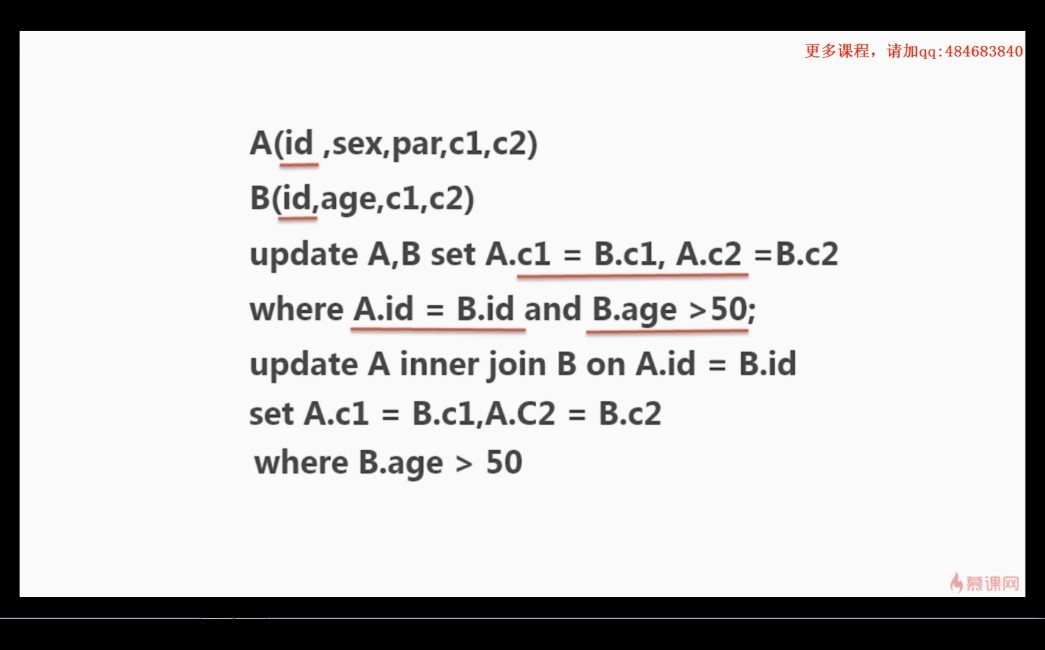 更多课程，请加qq:484683840
A(id ,sex,par,c1,c2)
B(id,age,c1,c2)
update A,B set A.c1 = B.c1, A.c2 =B.c2
where A.id = B.id and B.age >50;
update A inner join B on A.id = B.id
set A.c1 = B.c1,A.C2 = B.c2
where B.age > 50
慕课网